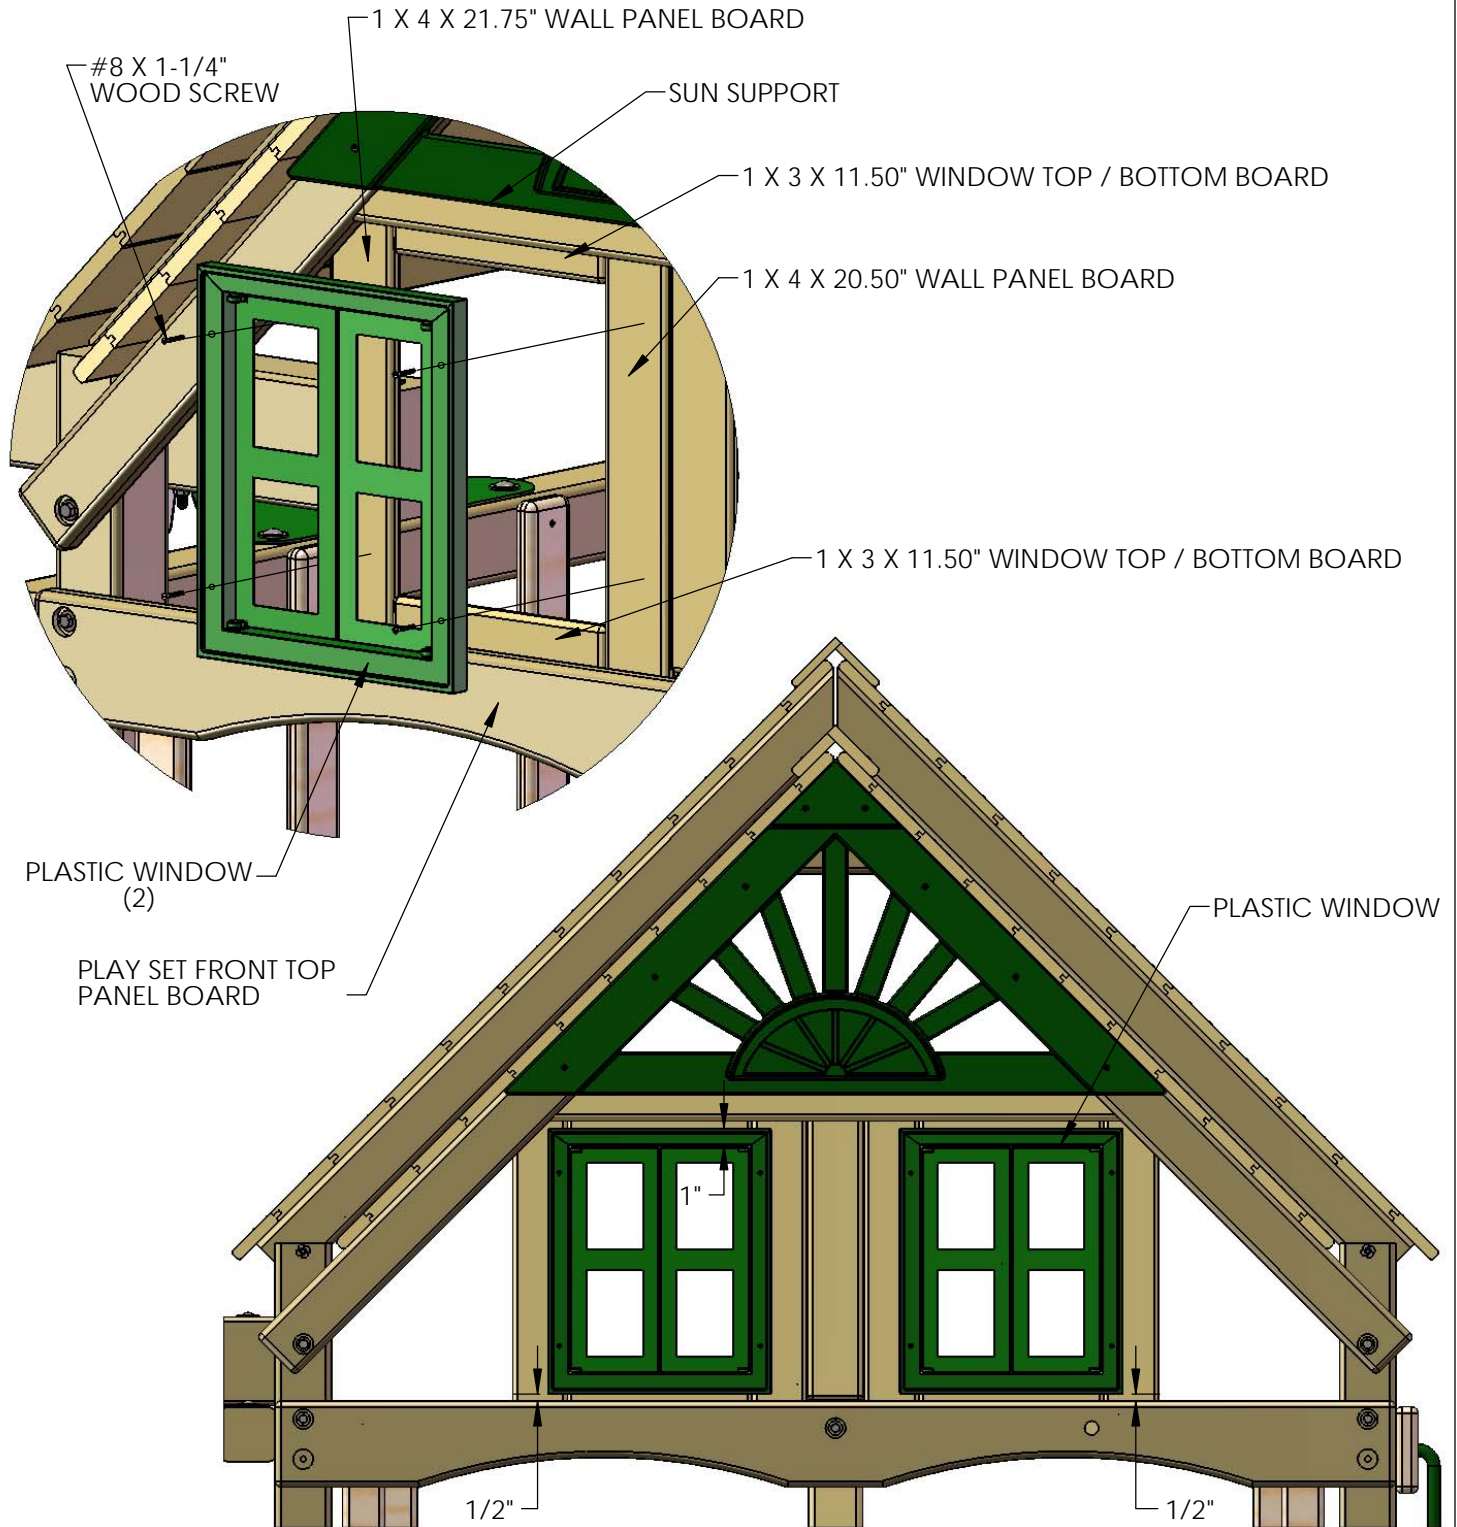 1 X 4 X 21.75" WALL PANEL BOARD
#8 X 1-1/4"
WOOD SCREW
SUN SUPPORT
1 X 3 X 11.50" WINDOW TOP / BOTTOM BOARD
1 X 4 X 20.50" WALL PANEL BOARD
1 X 3 X 11.50" WINDOW TOP / BOTTOM BOARD
PLASTIC WINDOW
(2)
PLASTIC WINDOW
PLAY SET FRONT TOP
PANEL BOARD
1"
1/2"
1/2"